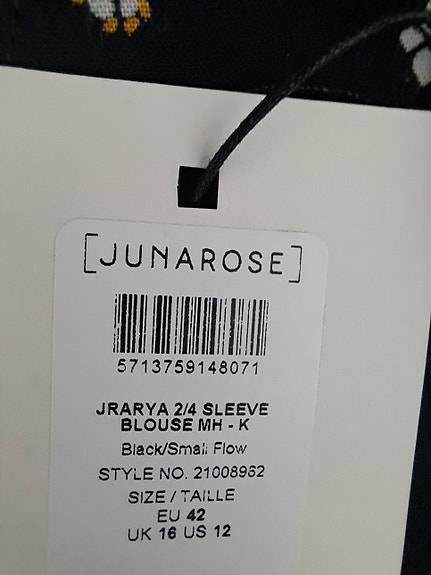 [JUNAROSE]
5713759148071
JRARYA 2/4 SLEEVE
BLOUSE MH - K
Black/Small Flow
STYLE NO. 21008962
SIZE / TAILLE
EU 42
UK 16 US 12